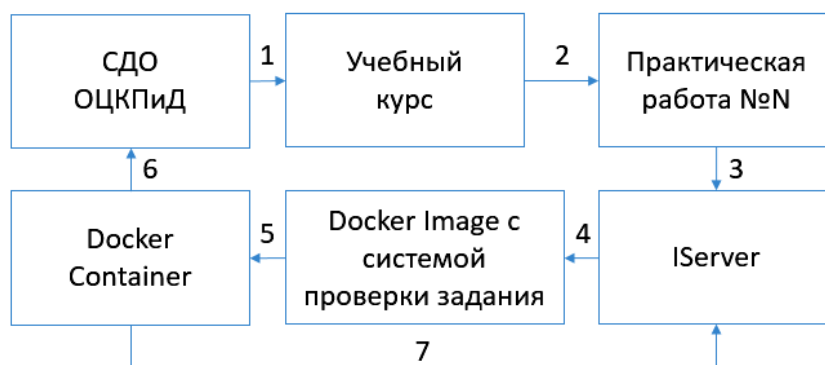 СДО
ОЦКПиД
1
Учебный
курс
2
Практическая
работа №N
3
IServer
4
Docker Image с
системой
проверки задания
5
Docker
Container
6
7